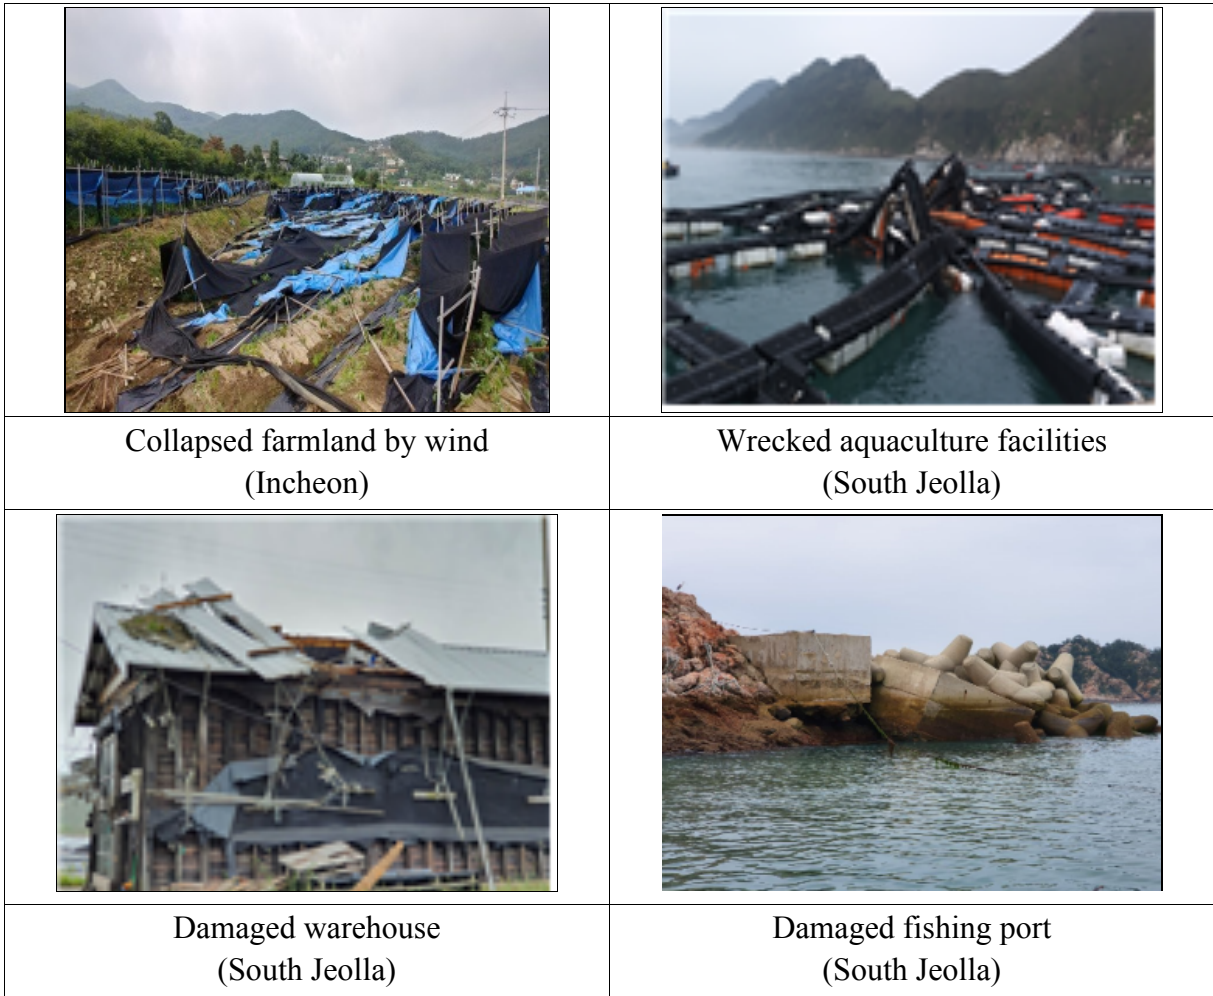 Collapsed farmland by wind
(Incheon)
Wrecked aquaculture facilities
(South Jeolla)
Damaged warehouse
(South Jeolla)
Damaged fishing port
(South Jeolla)